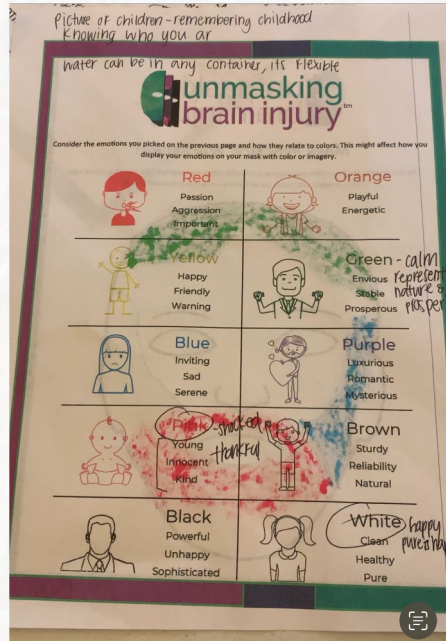 Picture of children - remembering childhood
Knowing who you ar
Water can be in any container, its flexible
unmasking
brain injury™
Consider the emotions you picked on the previous page and how they relate to colors. This might affect how you
display your emotions on your mask with color or imagery.
Red
Passion
Aggression
Important
Orange
Playful
Energetic
Yellow
Happy
Friendly
Warning
Green - calm
Envious represent
Stable nature &
Prosperous prosper
Blue
Inviting
Sad
Serene
Purple
Luxurious
Romantic
Mysterious
Pink - shocked
Young thankful
Innocent
Kind
Brown
Sturdy
Reliability
Natural
Black
Powerful
Unhappy
Sophisticated
White happy
Clean pure
Healthy
Pure